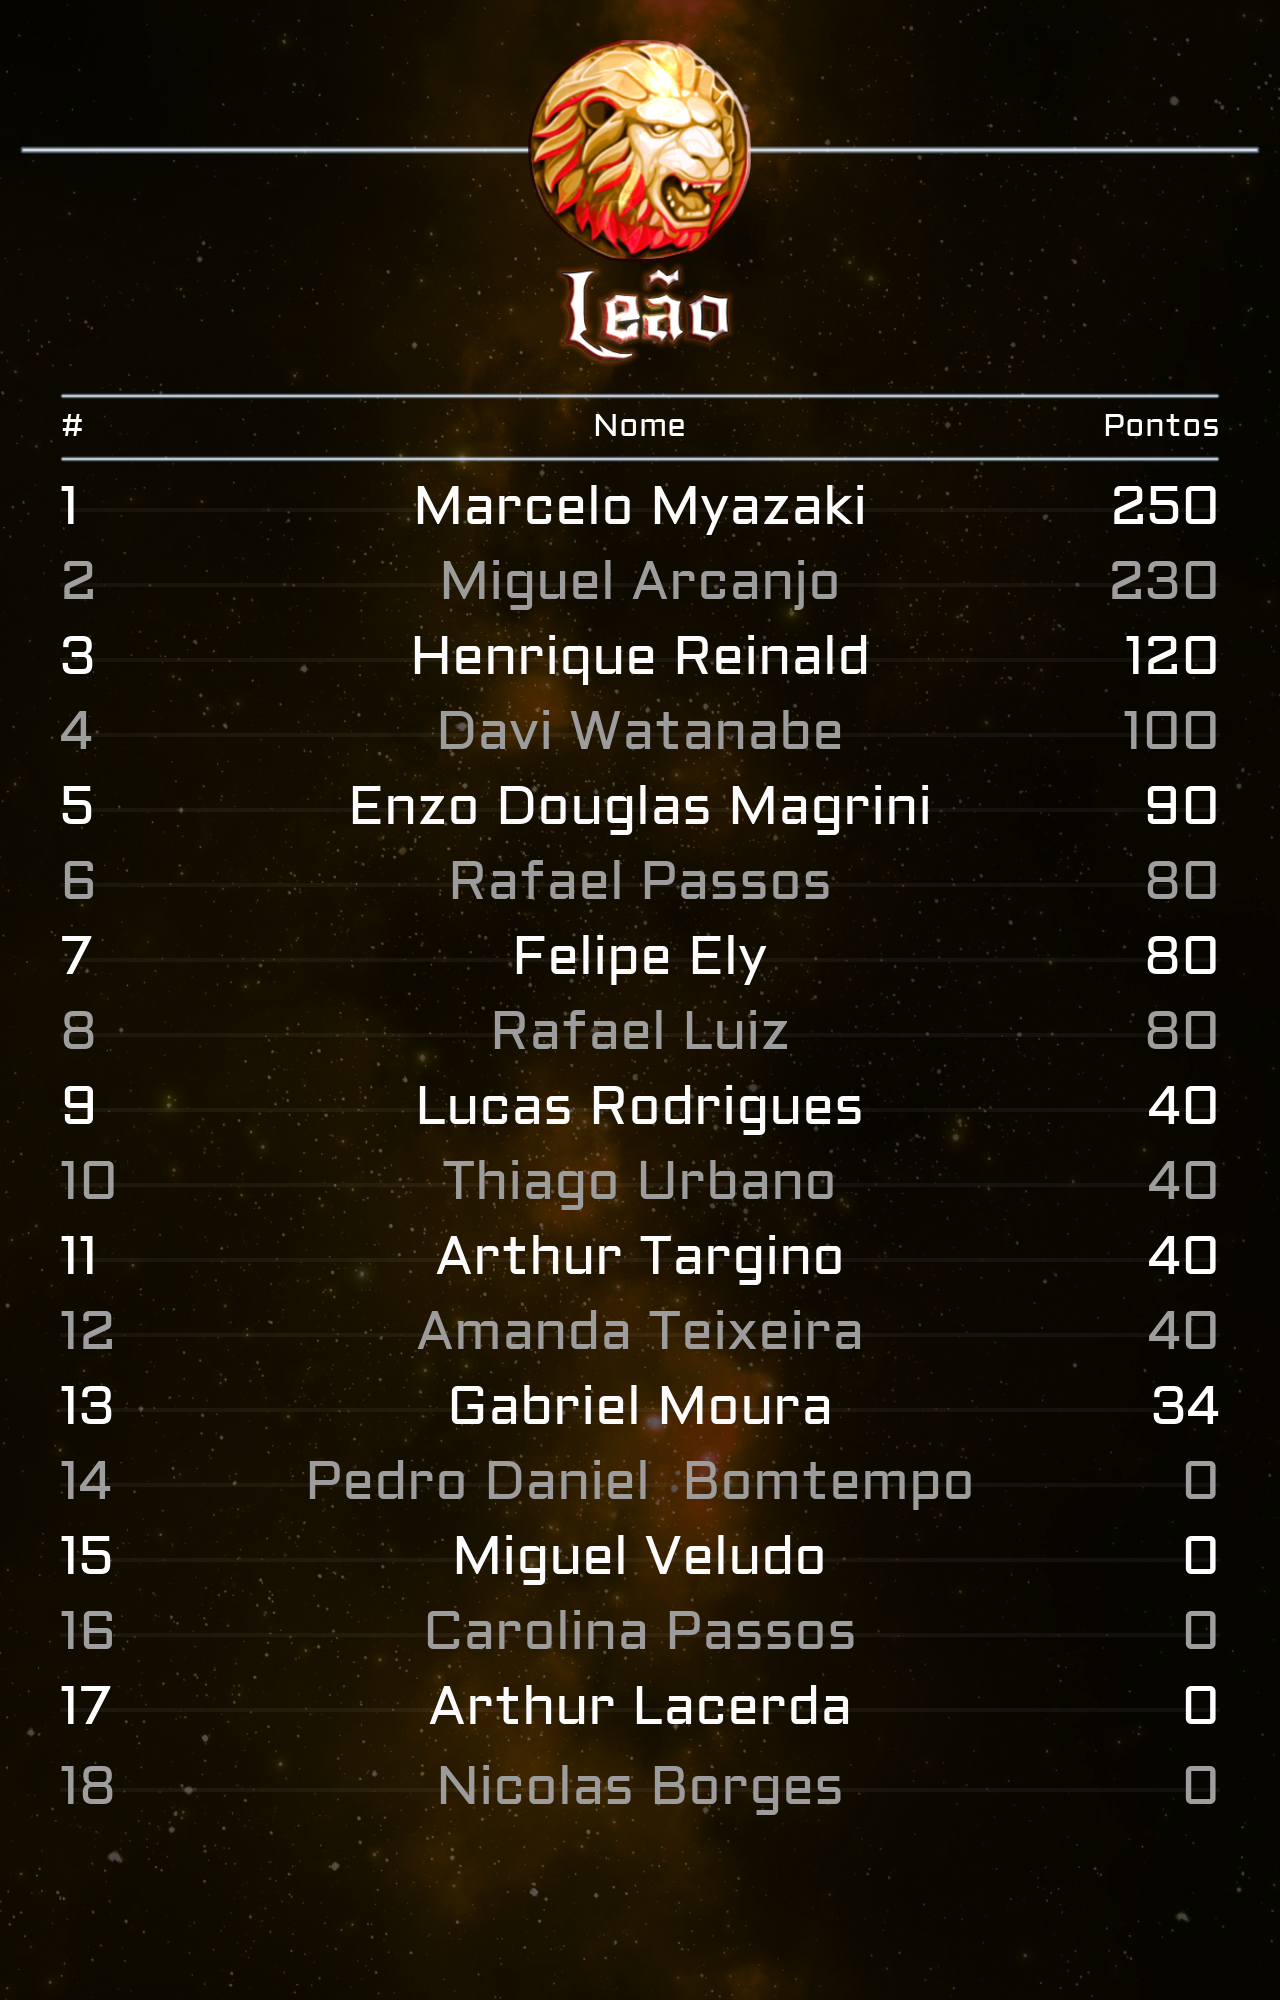 Leão
# Nome Pontos
1 Marcelo Myazaki 250
2 Miguel Arcanjo 230
3 Henrique Reinald 120
4 Davi Watanabe 100
5 Enzo Douglas Magrini 90
6 Rafael Passos 80
7 Felipe Ely 80
8 Rafael Luiz 80
9 Lucas Rodrigues 40
10 Thiago Urbano 40
11 Arthur Targino 40
12 Amanda Teixeira 40
13 Gabriel Moura 34
14 Pedro Daniel  Bomtempo 0
15 Miguel Veludo 0
16 Carolina Passos 0
17 Arthur Lacerda 0
18 Nicolas Borges 0